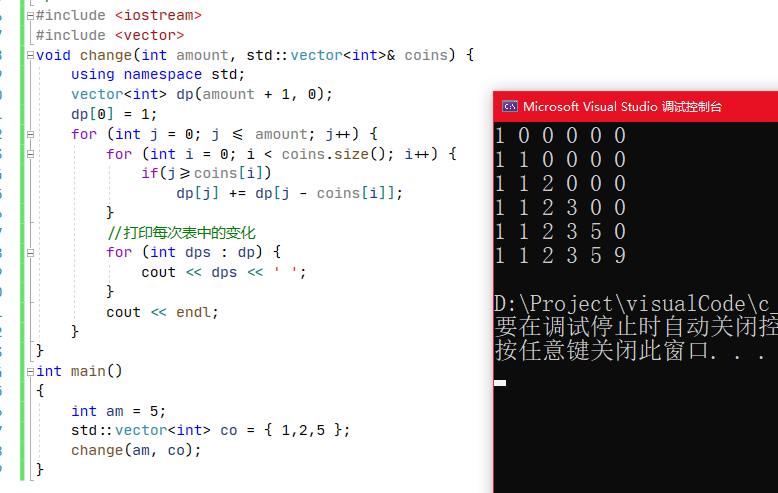 #include <iostream>
#include <vector>
void change(int amount, std::vector<int>& coins) {
using namespace std;
vector<int> dp(amount + 1, 0);
dp[0] = 1;
for (int j = 0; j <= amount; j++) {
for (int i = 0; i < coins.size(); i++) {
if(j>=coins[i])
dp[j] += dp[j - coins[i]];
}
//打印每次表中的变化
for (int dps : dp) {
cout << dps << ' ';
}
cout << endl;
}
}
int main()
{
int am = 5;
std::vector<int> co = { 1,2,5 };
change(am, co);
}
Microsoft Visual Studio 调试控制台
1 0 0 0 0 0
1 1 0 0 0 0
1 1 2 0 0 0
1 1 2 3 0 0
1 1 2 3 5 0
1 1 2 3 5 9
D:\Project\visualCode\c
要在调试停止时自动关闭控
按任意键关闭此窗口. . .